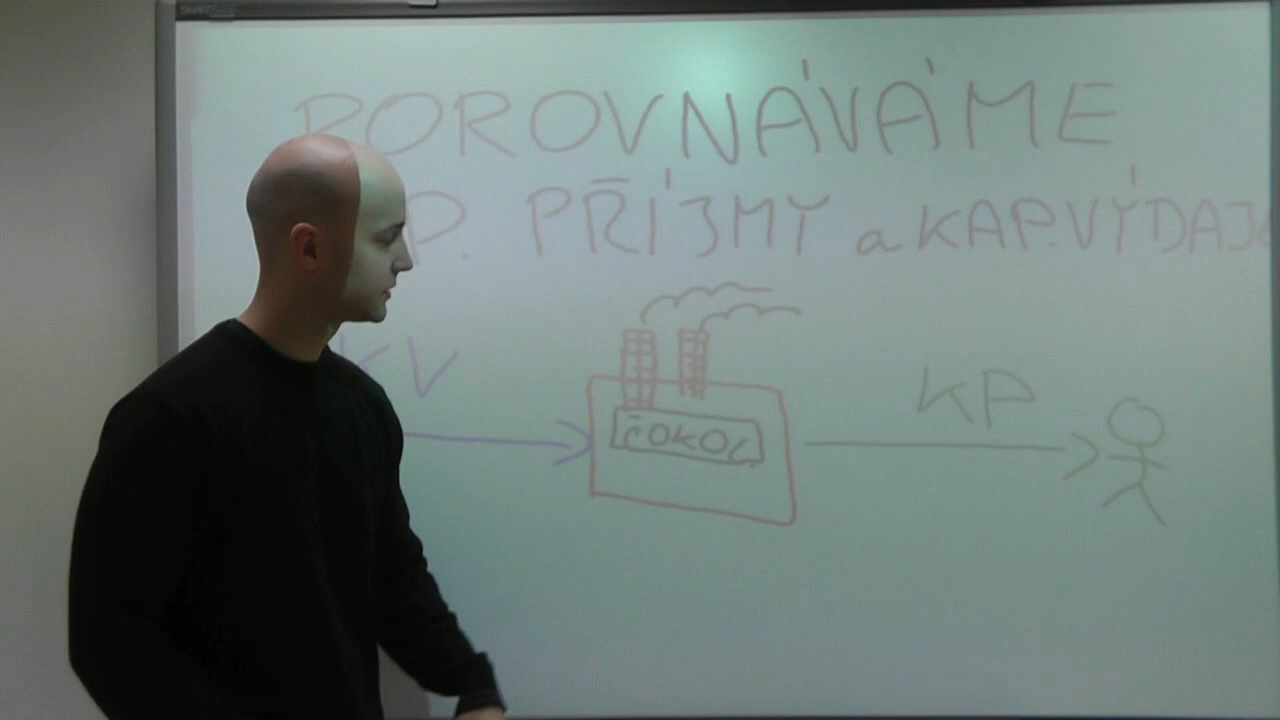 POROVNÁVÁME
P. PŘÍJMY a KAP. VÝDAJ
KV
KP
ČOKOL